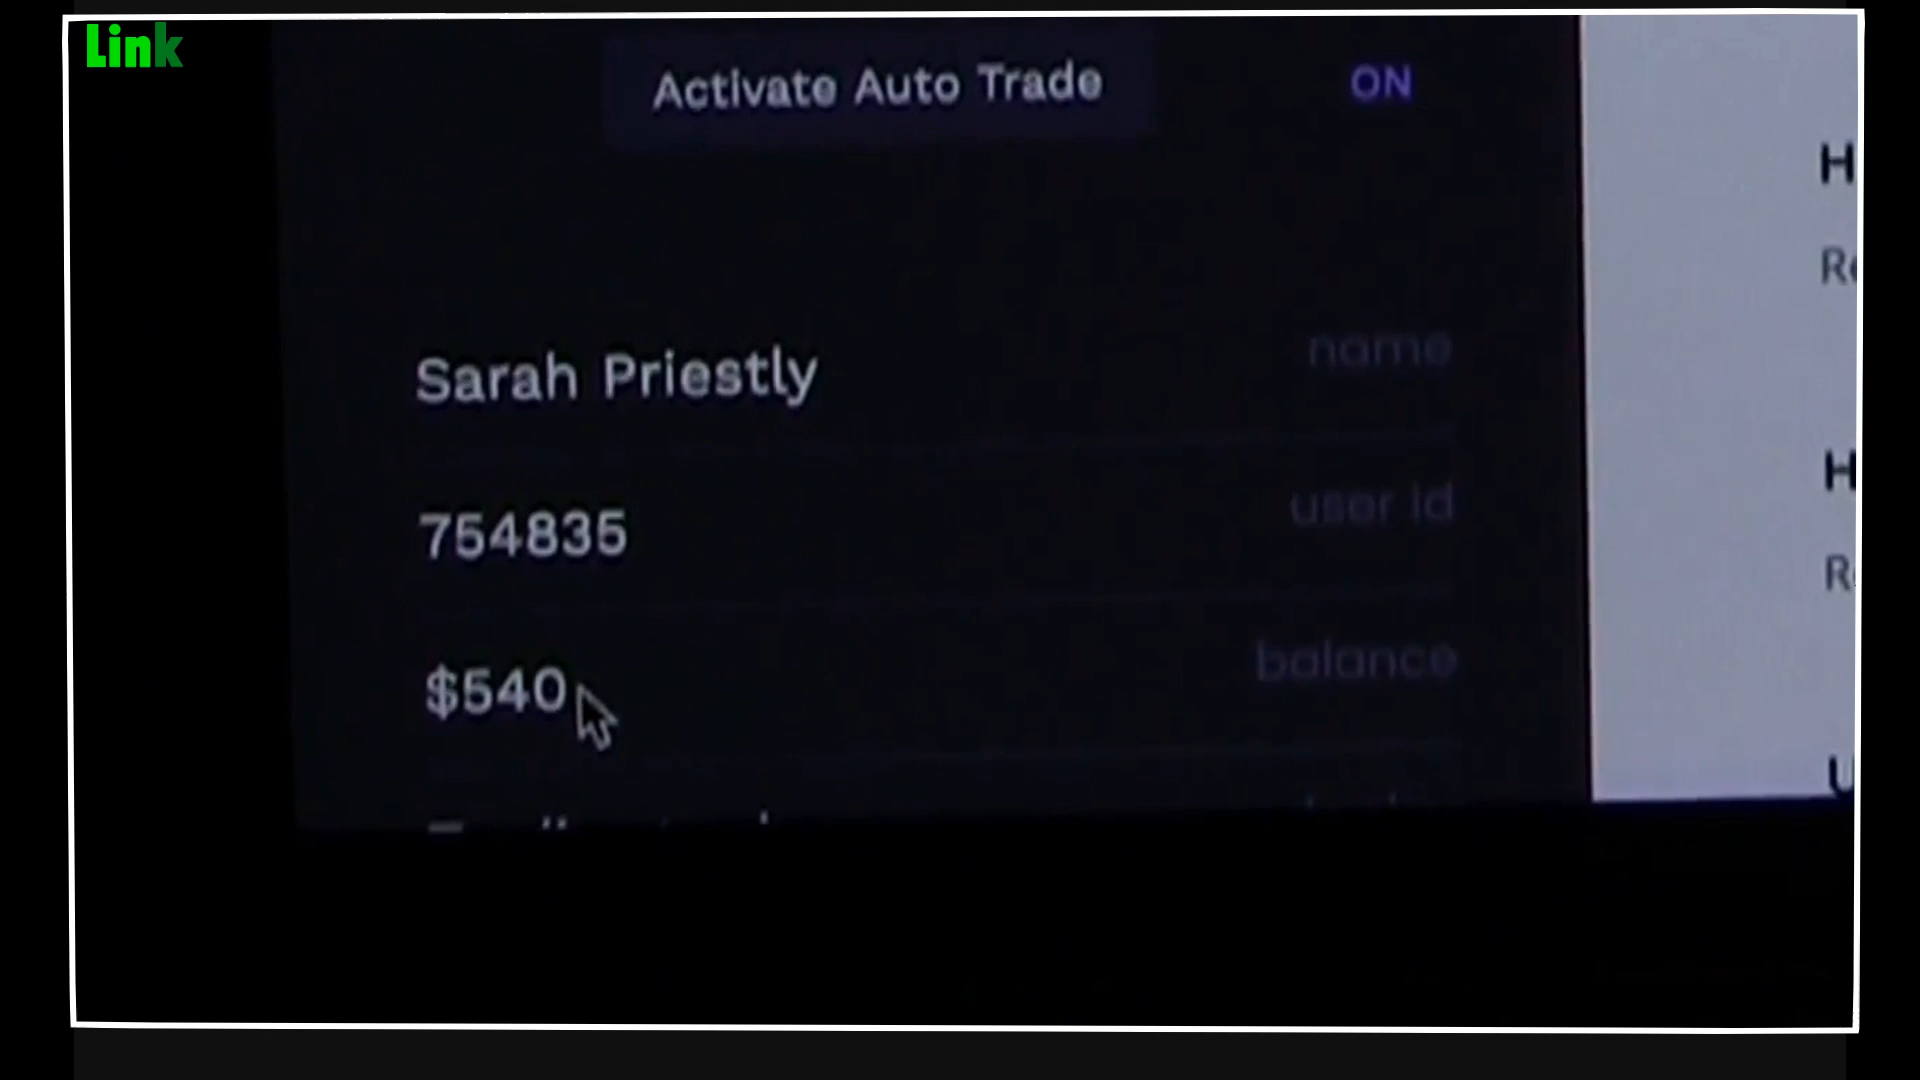 Link
Activate Auto Trade ON
Sarah Priestly name
754835 user id
$540 balance